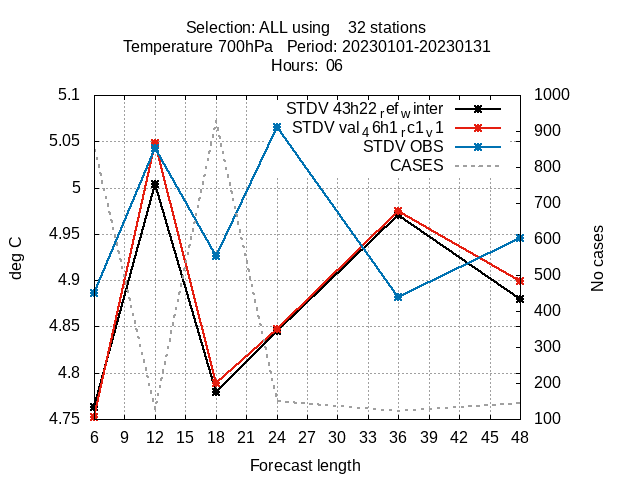 Selection: ALL using 32 stations
Temperature 700hPa Period: 20230101-20230131
Hours: 06
STDV 43h22_ref_winter
STDV val_46h1_rc1_v1
STDV OBS
CASES
deg C
5.1
5.05
5
4.95
4.9
4.85
4.8
4.75
No cases
1000
900
800
700
600
500
400
300
200
100
6 9 12 15 18 21 24 27 30 33 36 39 42 45 48
Forecast length